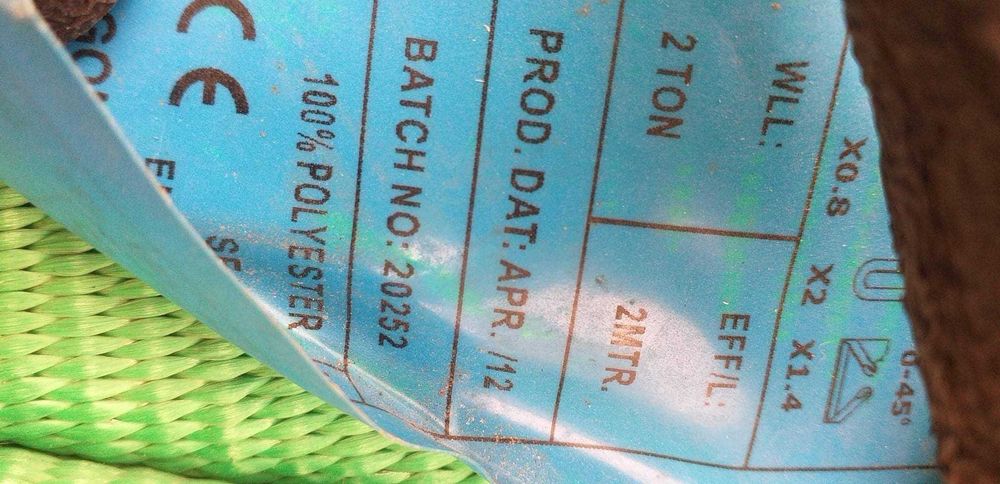 0-45°
X0.8 X2 X1.4
WLL: EFF/L:
2 TON 2MTR.
PROD. DAT: APR. /12
BATCH NO: 20252
100% POLYESTER
CE